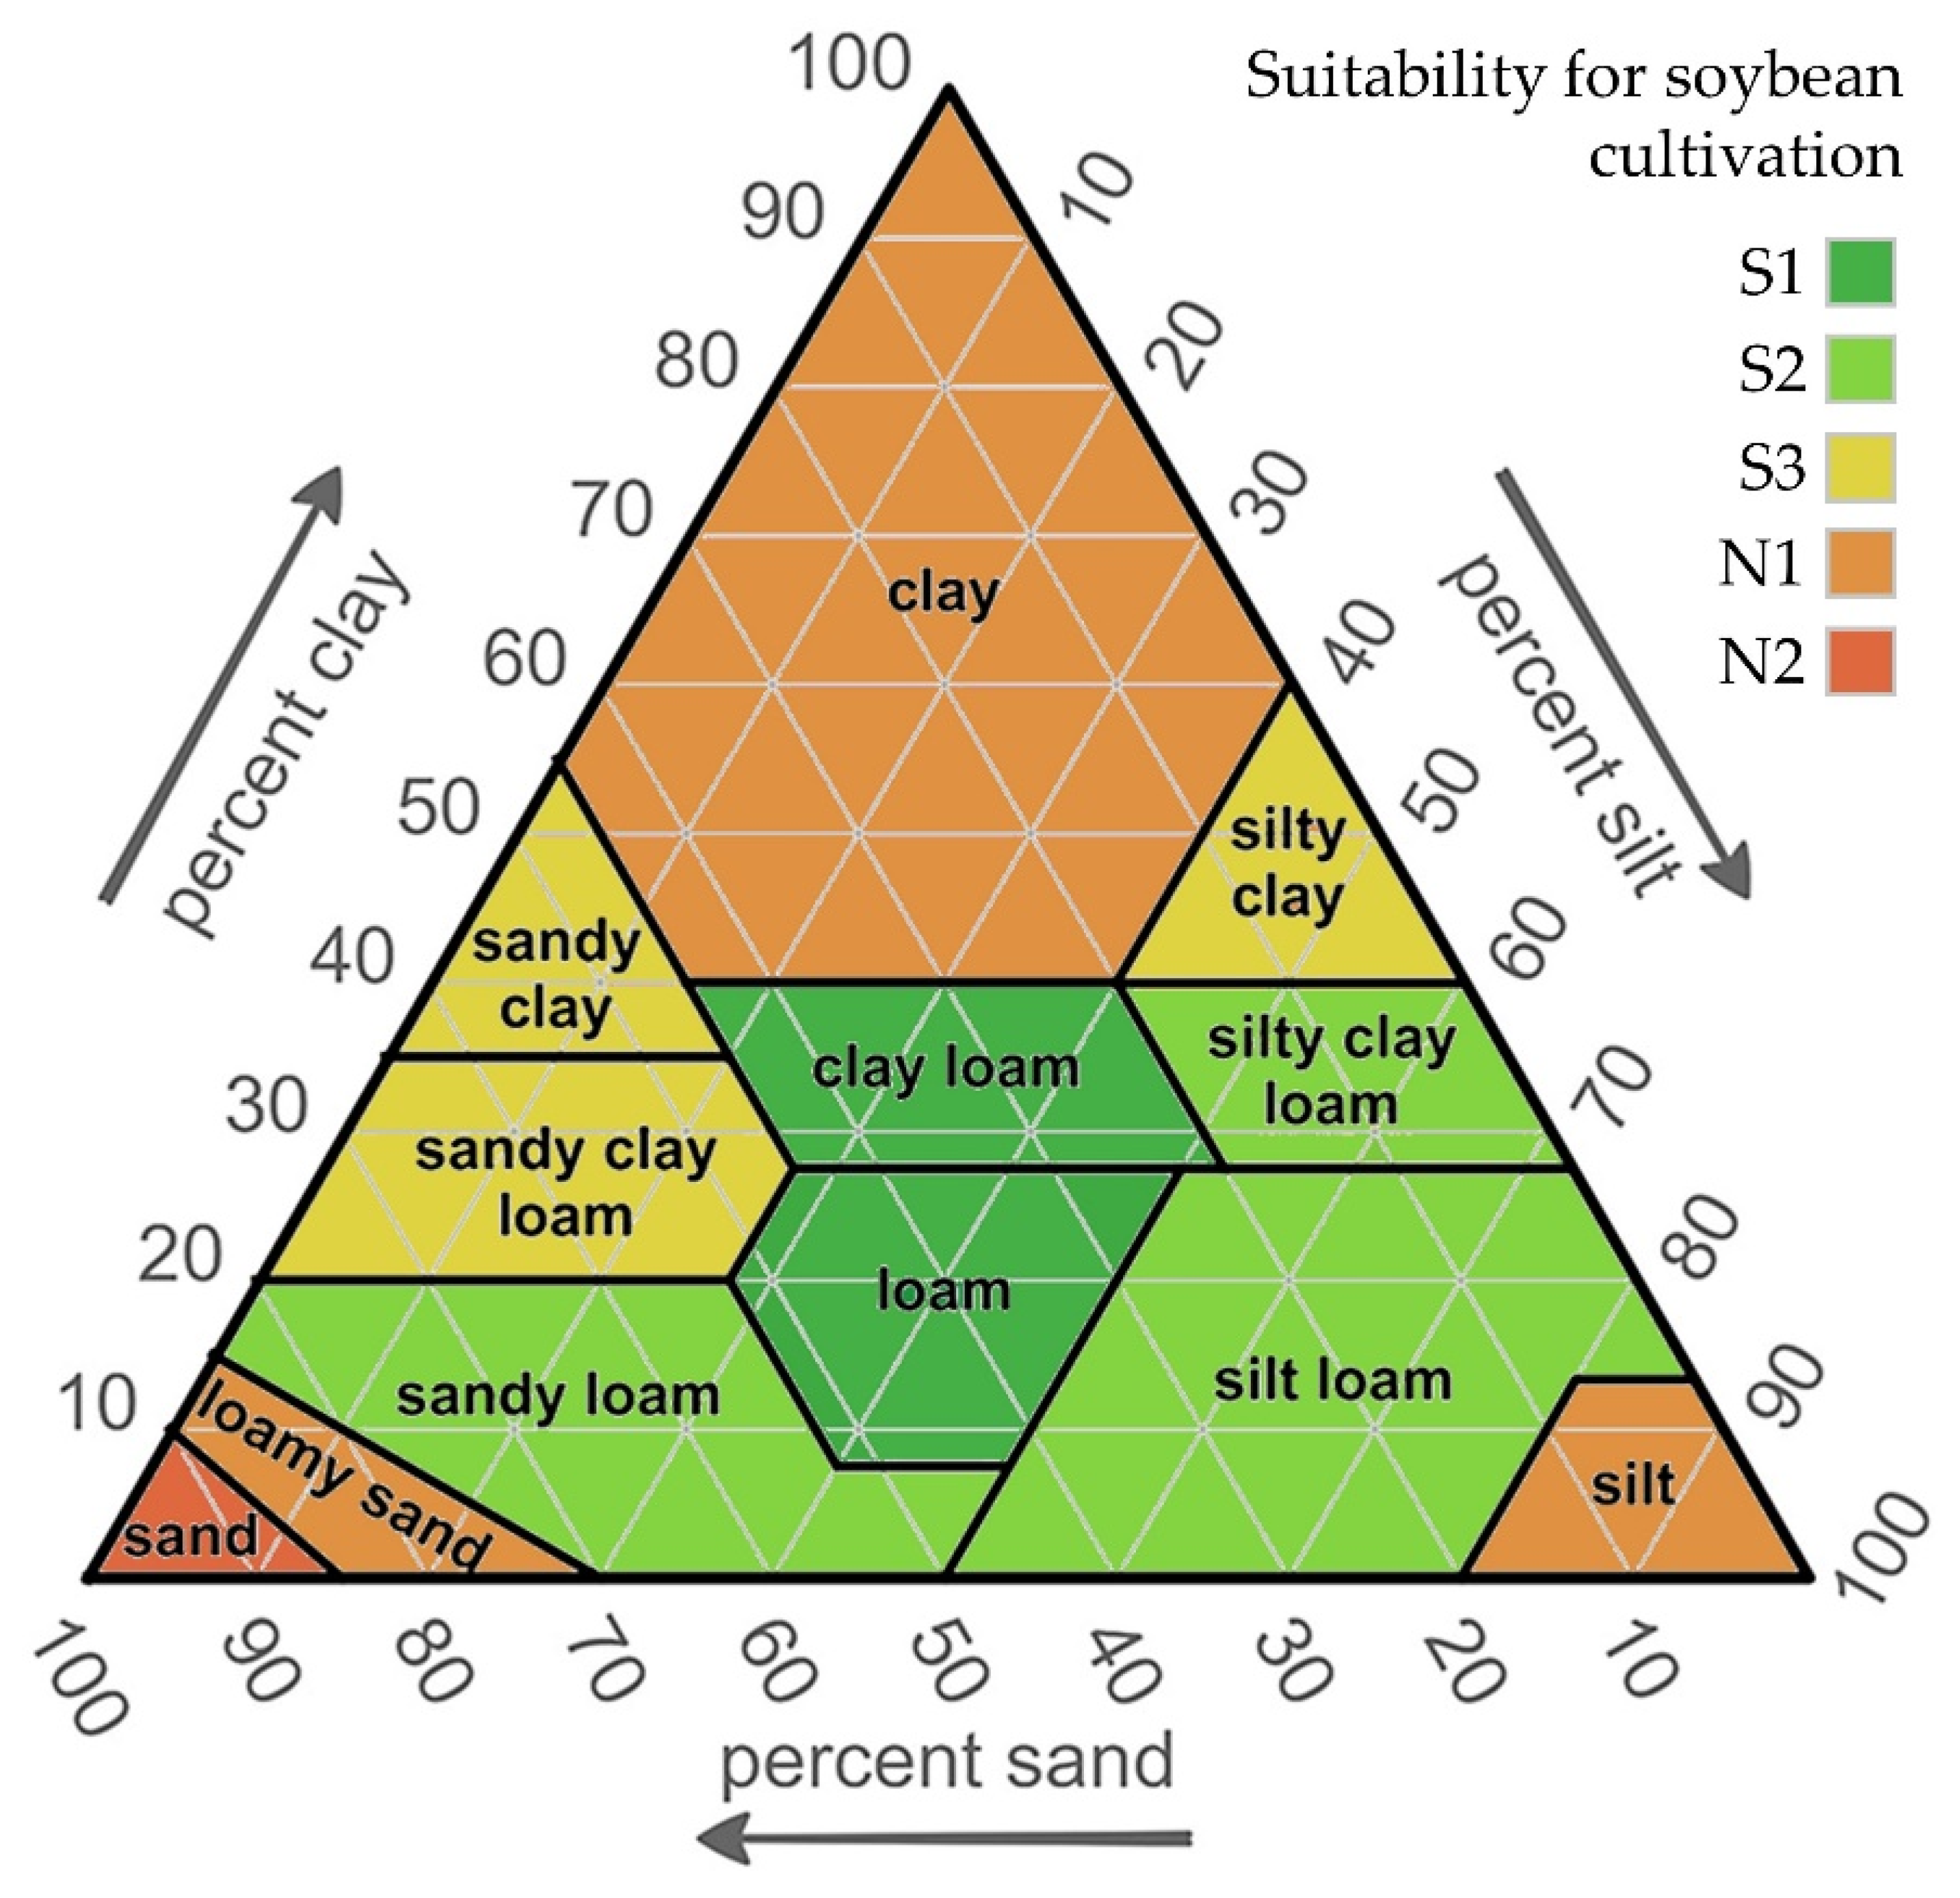 Suitability for soybean
cultivation
S1
S2
S3
N1
N2
100
90
80
70
60
50
40
30
20
10
percent clay
10
20
30
40
50
60
70
80
90
100
percent silt
clay
silty
clay
sandy
clay
clay loam
silty clay
loam
sandy clay
loam
loam
sandy loam
silt loam
loamy sand
sand
silt
100
90
80
70
60
50
40
30
20
10
percent sand